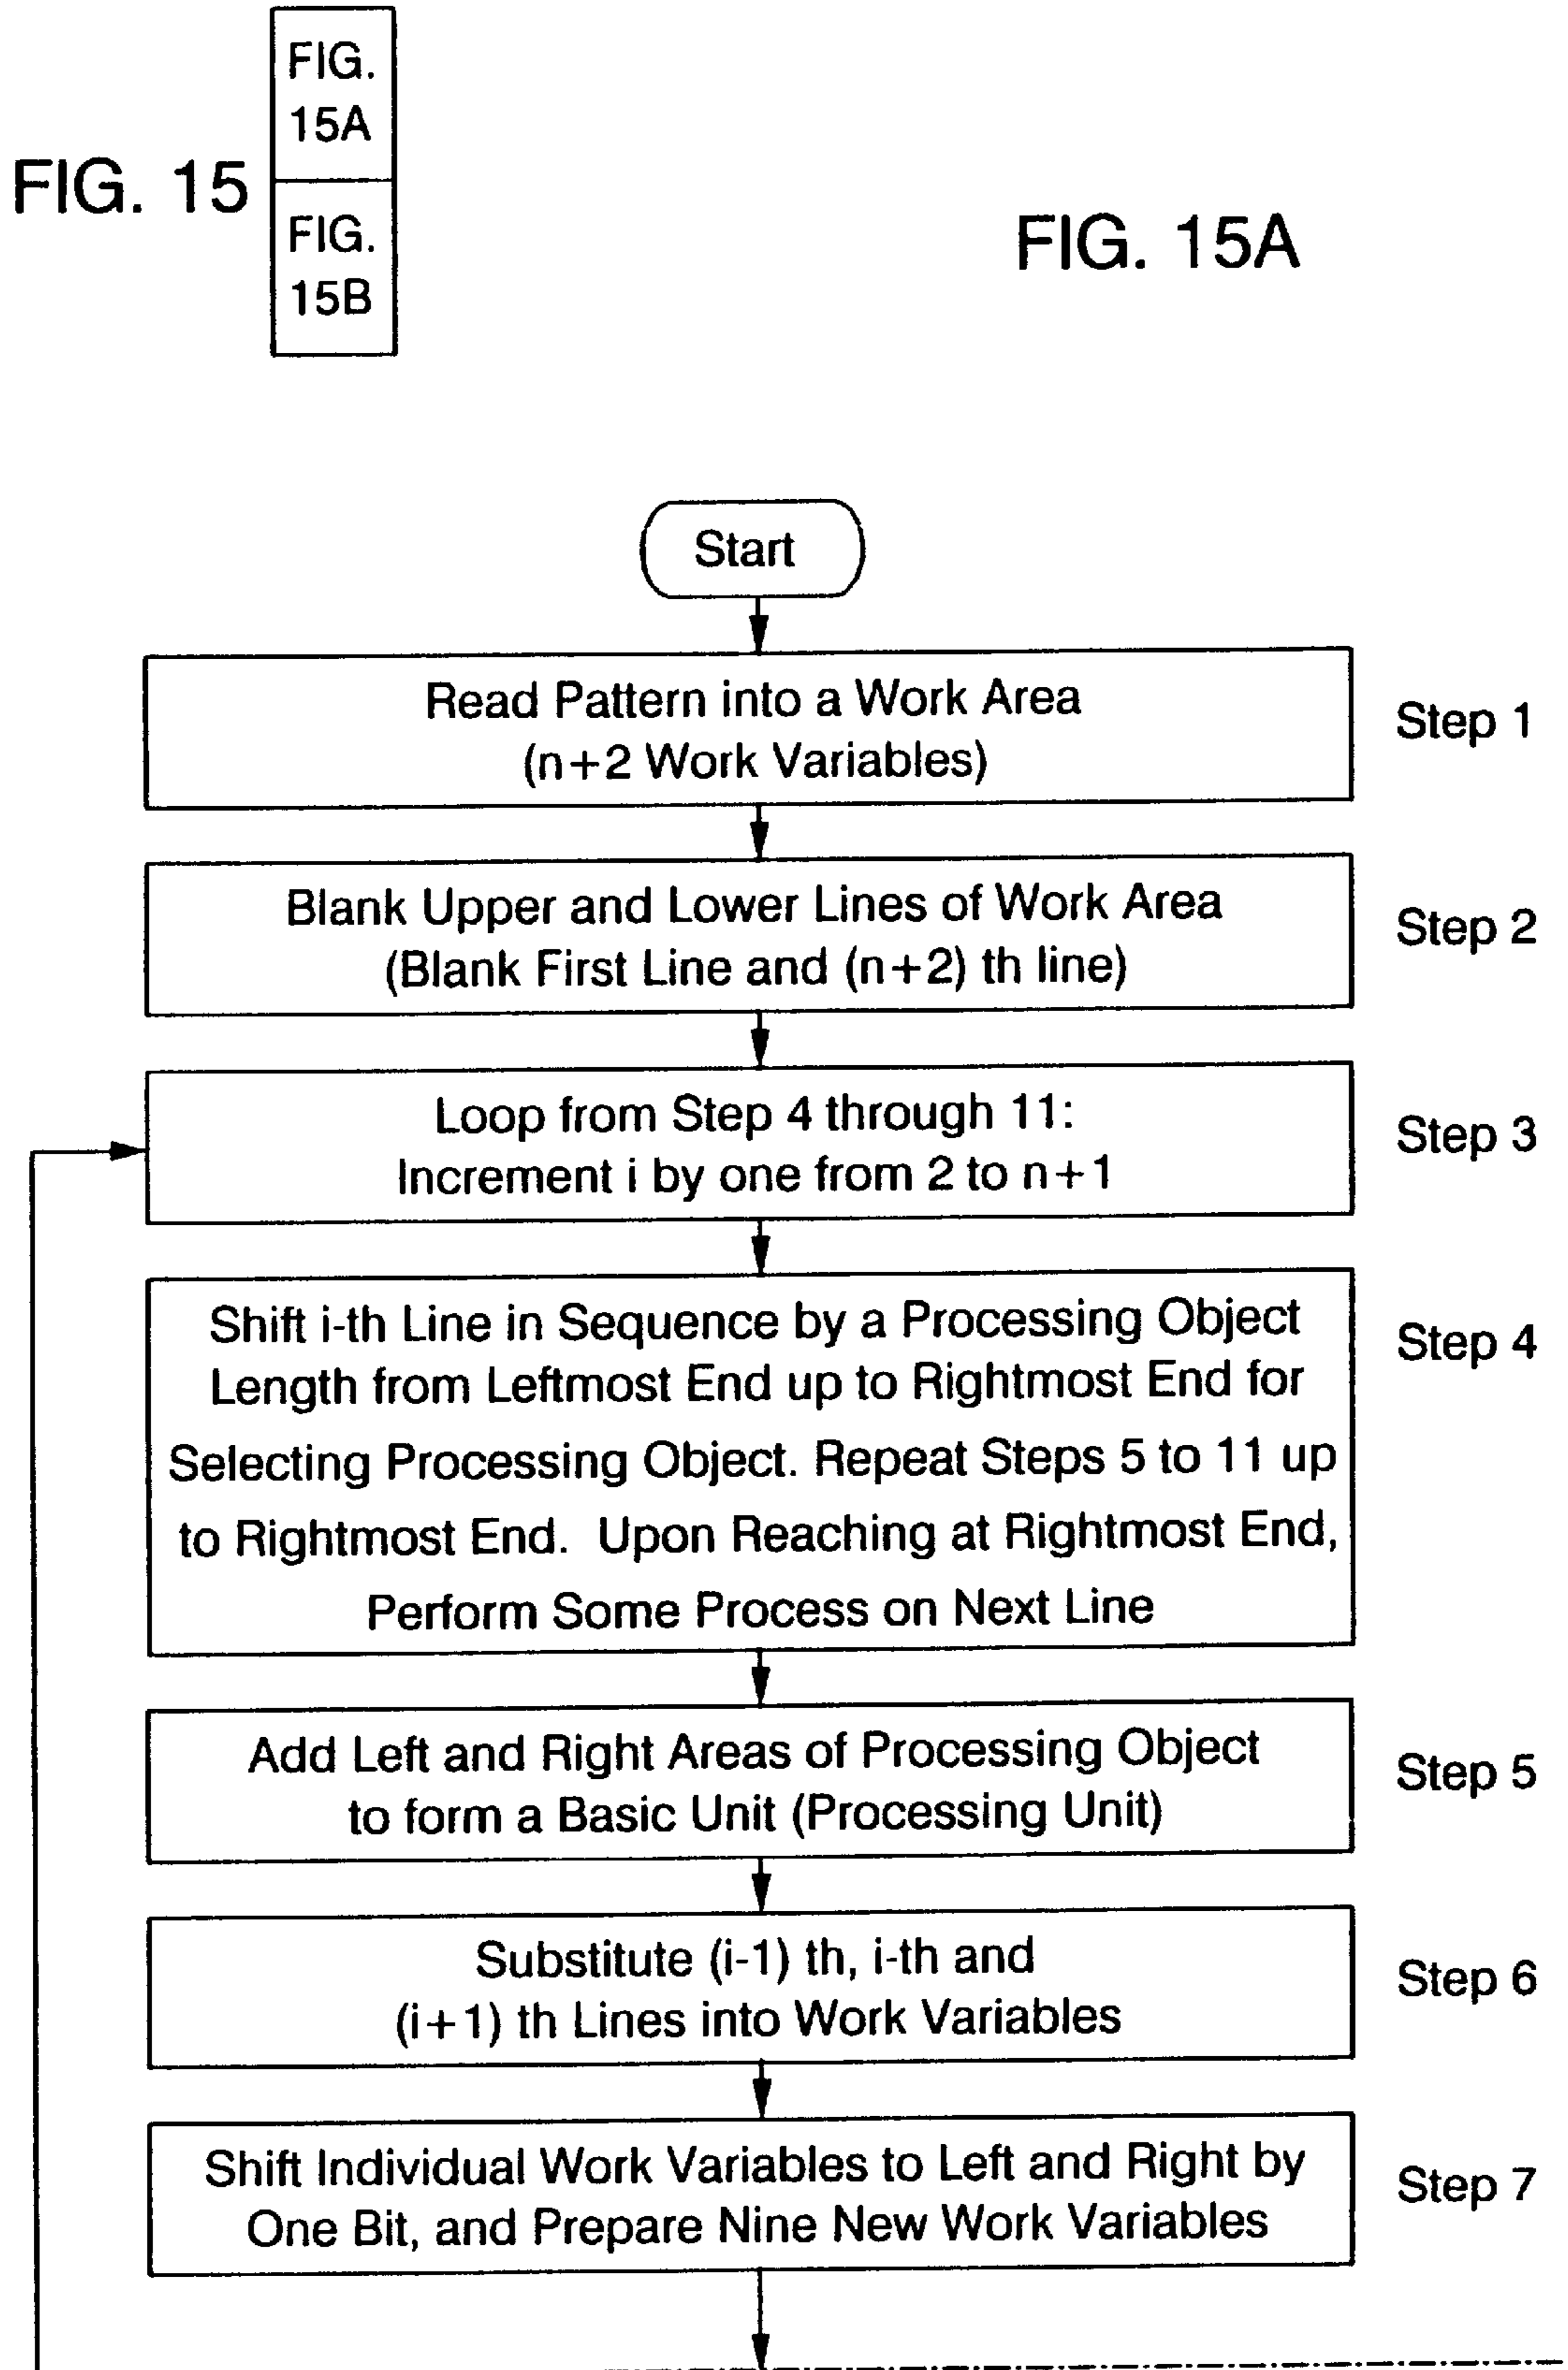 FIG. 15
FIG.
15A
FIG.
15B
FIG. 15A
Start
Read Pattern into a Work Area
(n+2 Work Variables)
Step 1
Blank Upper and Lower Lines of Work Area
(Blank First Line and (n+2) th line)
Step 2
Loop from Step 4 through 11:
Increment i by one from 2 to n+1
Step 3
Shift i-th Line in Sequence by a Processing Object
Length from Leftmost End up to Rightmost End for
Selecting Processing Object. Repeat Steps 5 to 11 up
to Rightmost End. Upon Reaching at Rightmost End,
Perform Some Process on Next Line
Step 4
Add Left and Right Areas of Processing Object
to form a Basic Unit (Processing Unit)
Step 5
Substitute (i-1) th, i-th and
(i+1) th Lines into Work Variables
Step 6
Shift Individual Work Variables to Left and Right by
One Bit, and Prepare Nine New Work Variables
Step 7